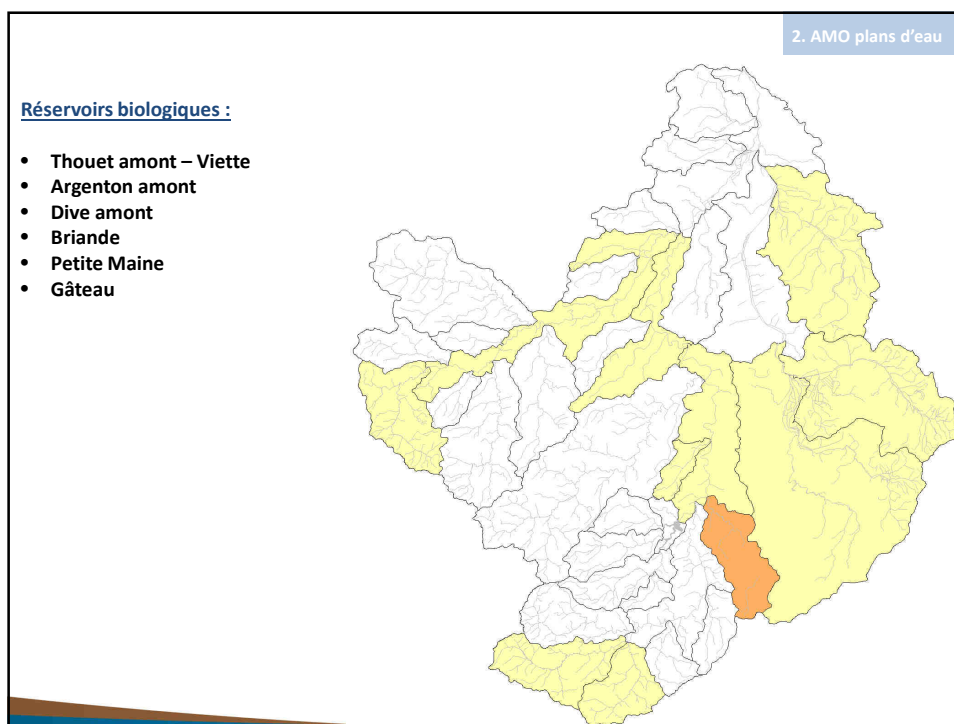 2. AMO plans d'eau
Réservoirs biologiques :
• Thouet amont – Viette
• Argenton amont
• Dive amont
• Briande
• Petite Maine
• Gâteau